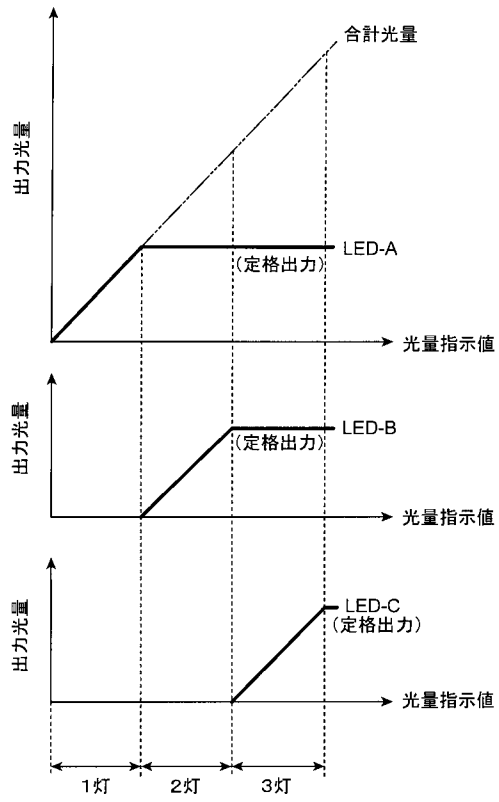 合計光量
出力光量
LED-A
(定格出力)
光量指示値
出力光量
LED-B
(定格出力)
光量指示値
出力光量
LED-C
(定格出力)
光量指示値
1灯
2灯
3灯